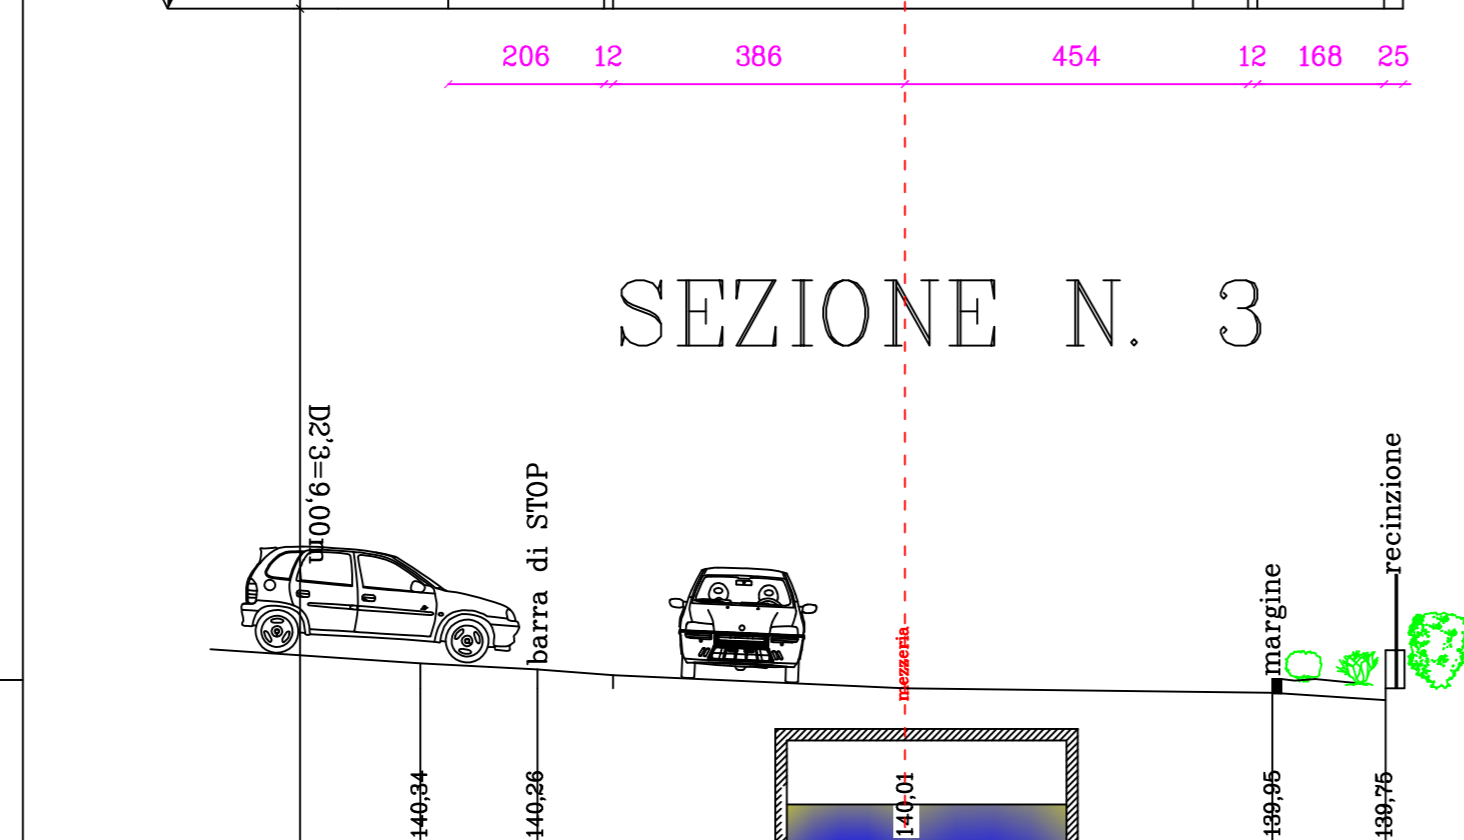 206 12 386 454 12 168 25
SEZIONE N. 3
D2'3=9,00m
barra di STOP
mezzeria
margine
recinzione
140,34
140,26
140,01
139,95
139,75